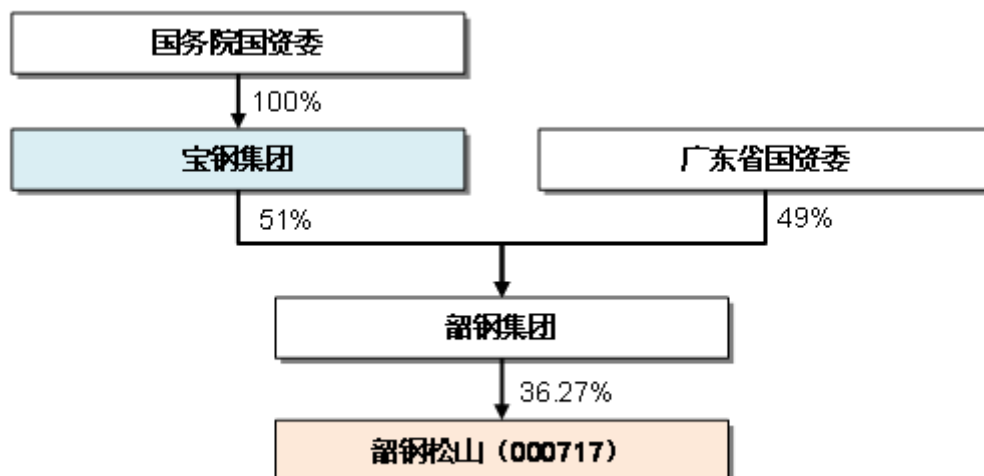 国务院国资委
100%
宝钢集团
广东省国资委
51%
49%
韶钢集团
36.27%
韶钢松山（000717）